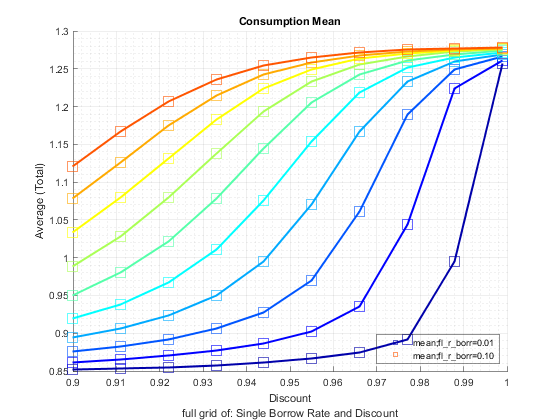 Consumption Mean
1.3
1.25
1.2
1.15
1.1
1.05
1
0.95
0.9
0.85
Average (Total)
mean;fl_r_borr=0.01
mean;fl_r_borr=0.10
0.9 0.91 0.92 0.93 0.94 0.95 0.96 0.97 0.98 0.99 1
Discount
full grid of: Single Borrow Rate and Discount